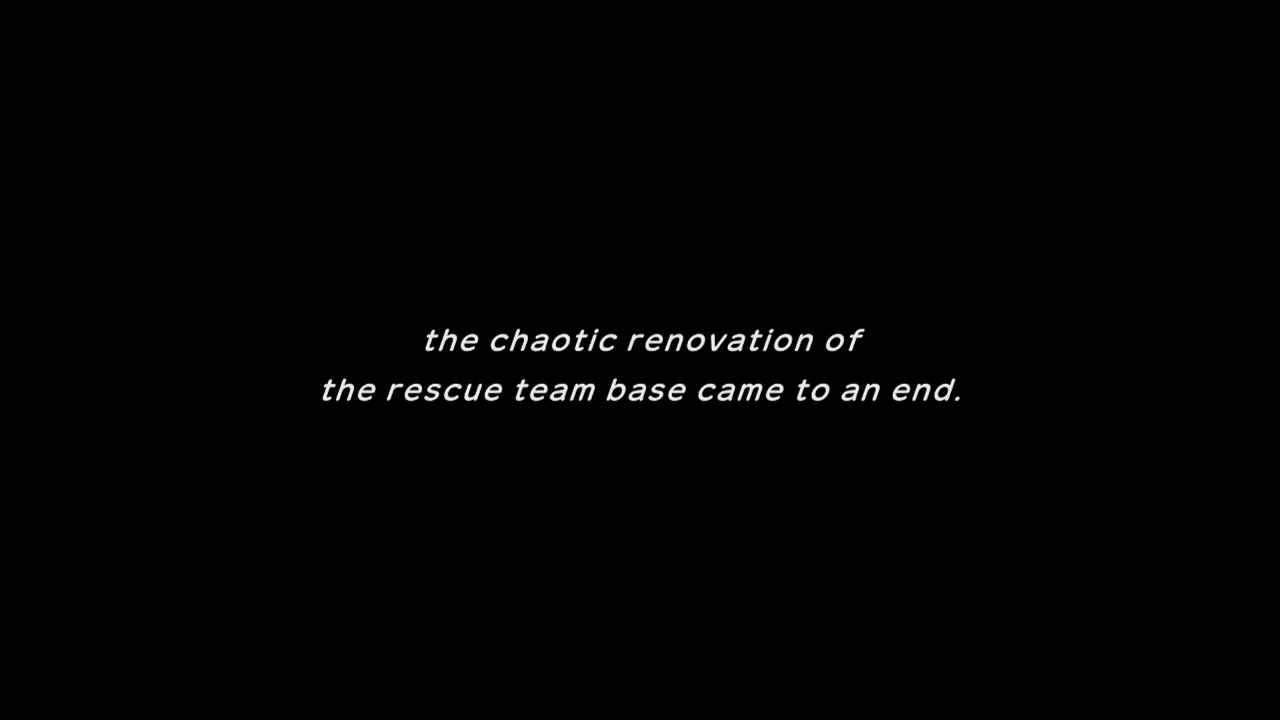 the chaotic renovation of
the rescue team base came to an end.